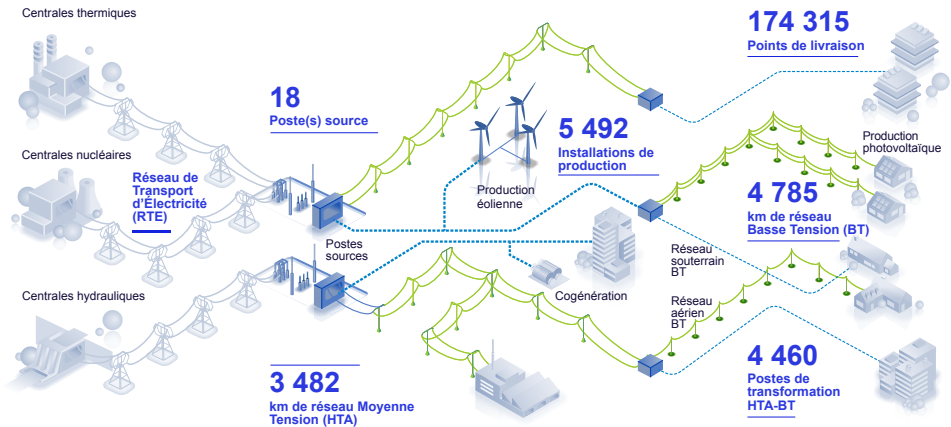 Centrales thermiques
174 315
Points de livraison
18
Poste(s) source
5 492
Installations de
production
Production
photovoltaïque
Centrales nucléaires
Réseau de
Transport
d'Électricité
(RTE)
Production
éolienne
4 785
km de réseau
Basse Tension (BT)
Postes
sources
Réseau
souterrain
BT
Centrales hydrauliques
Cogénération
Réseau
aérien
BT
3 482
km de réseau Moyenne
Tension (HTA)
4 460
Postes de
transformation
HTA-BT